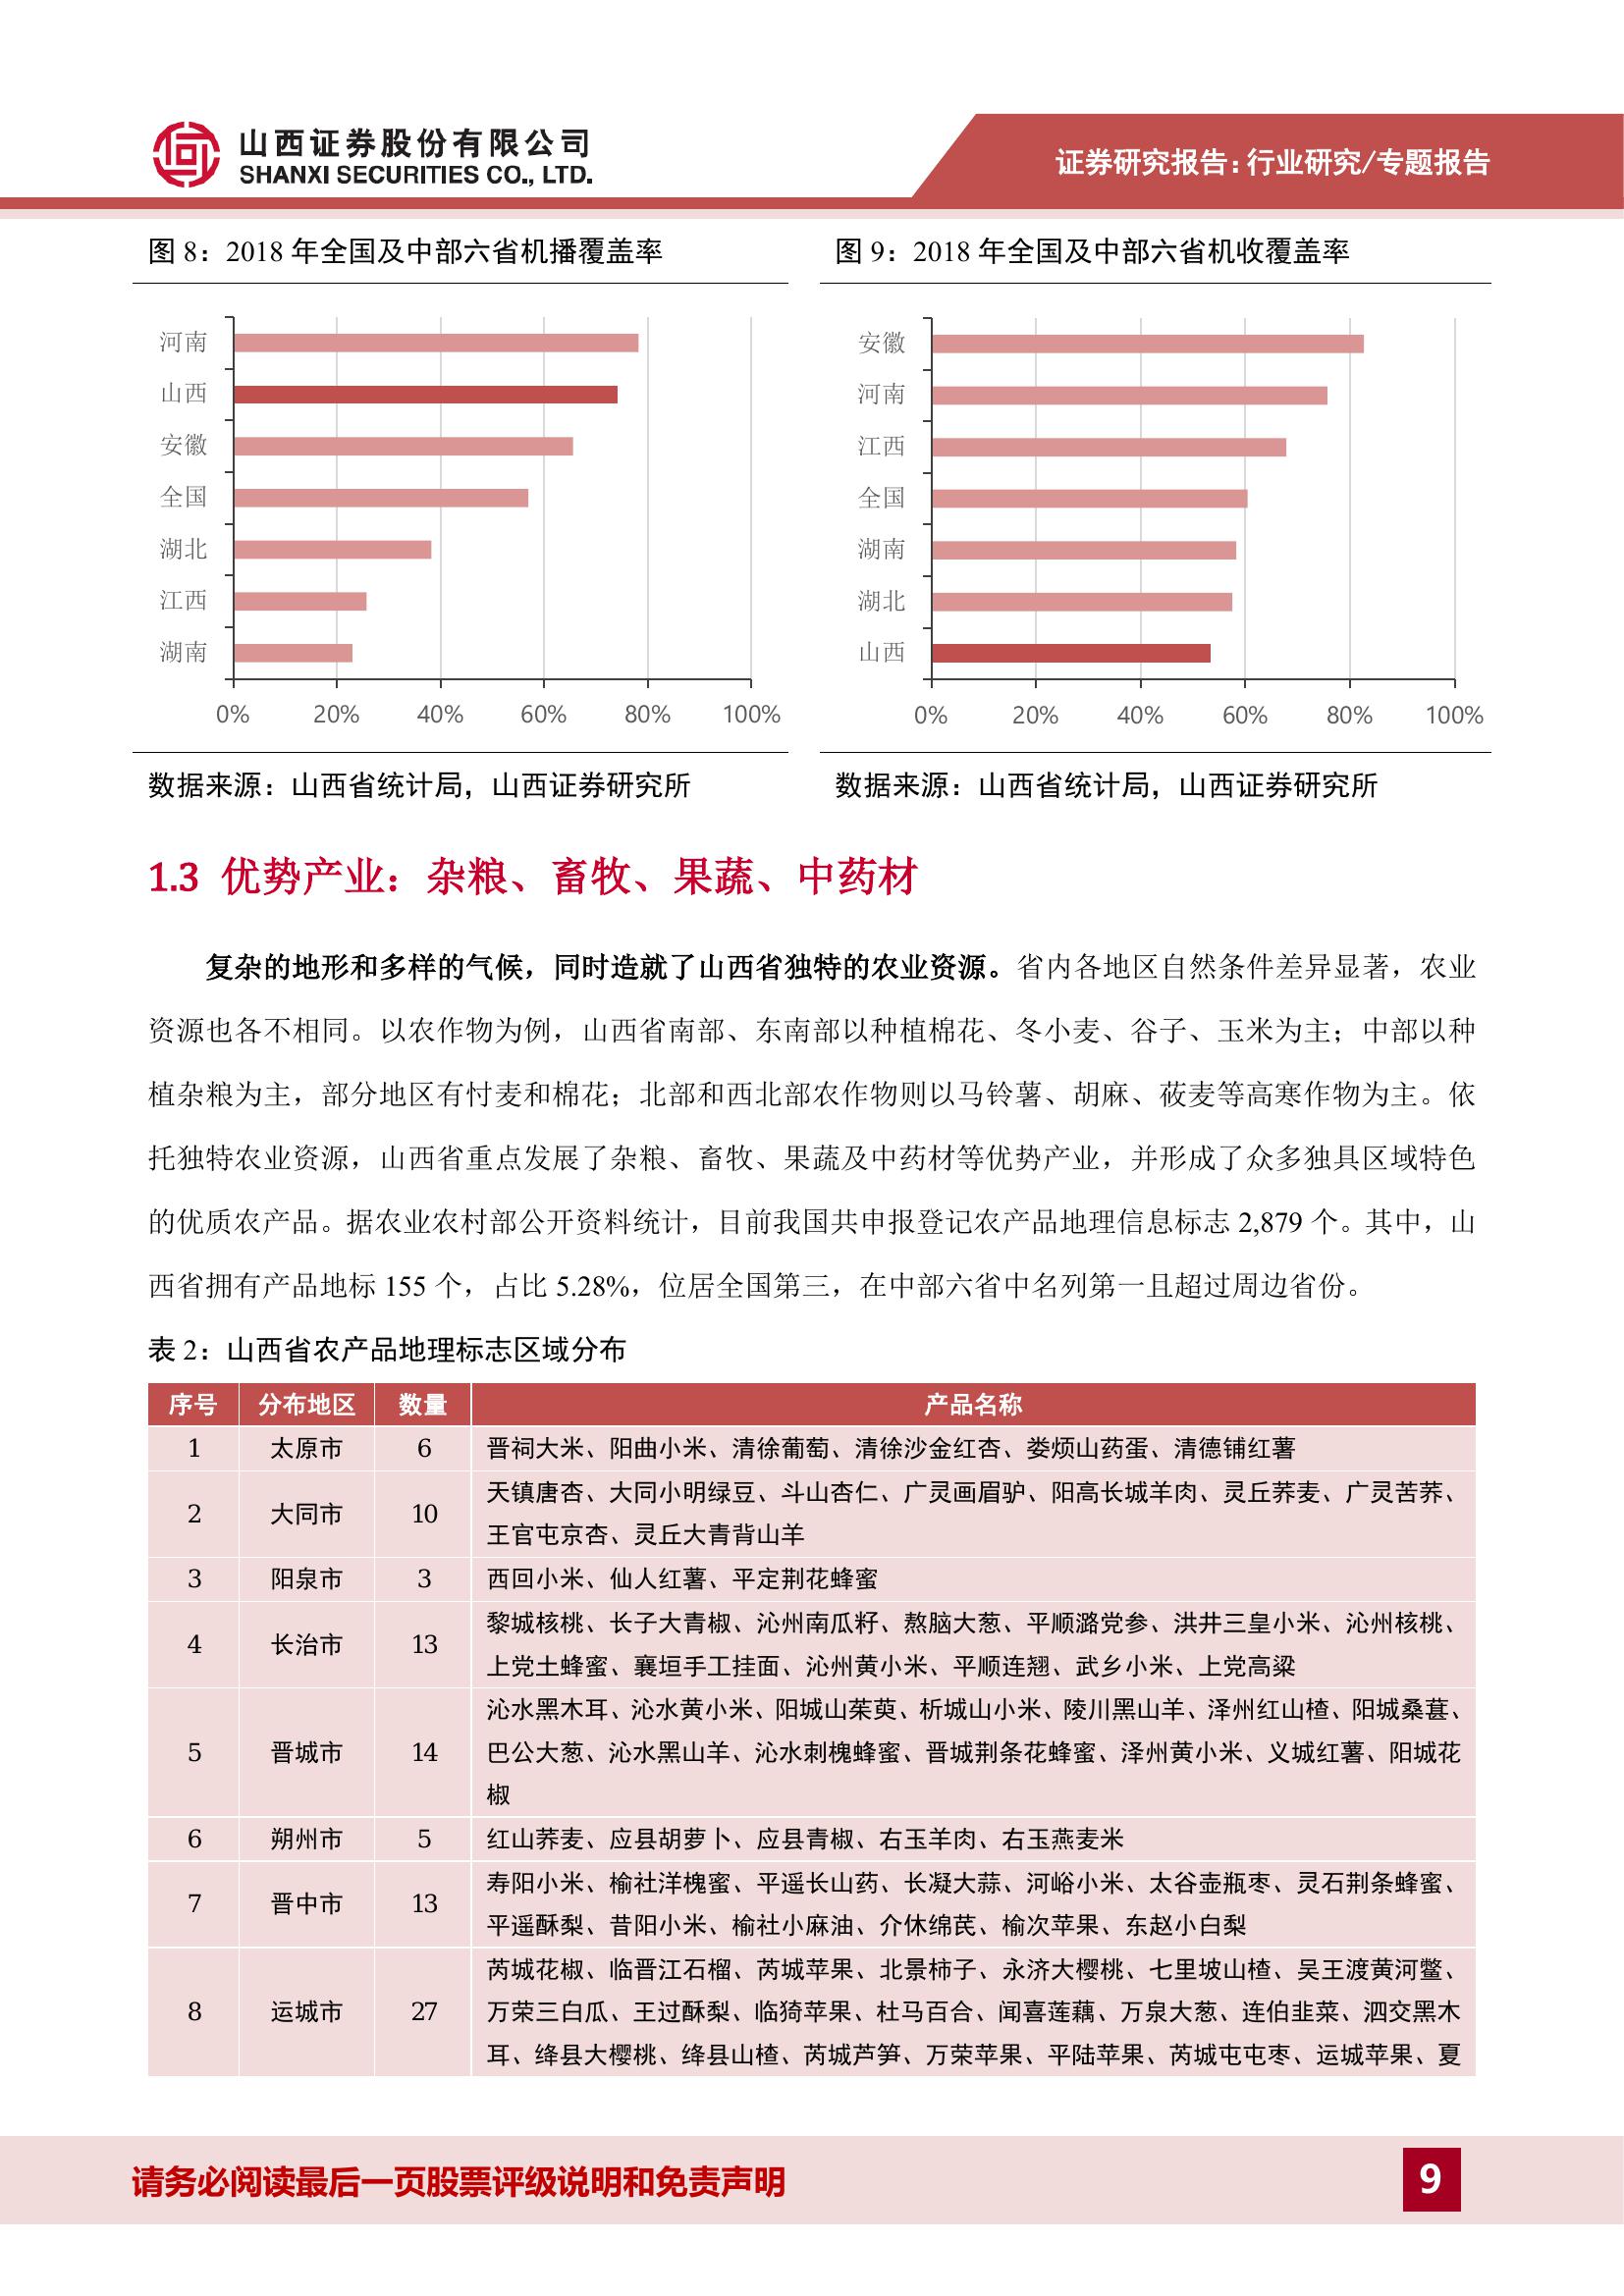 山西证券股份有限公司
SHANXI SECURITIES CO., LTD.
证券研究报告:行业研究/专题报告
图 8：2018 年全国及中部六省机播覆盖率
河南
山西
安徽
全国
湖北
江西
湖南
0% 20% 40% 60% 80% 100%
数据来源：山西省统计局，山西证券研究所
图 9：2018 年全国及中部六省机收覆盖率
安徽
河南
江西
全国
湖南
湖北
山西
0% 20% 40% 60% 80% 100%
数据来源：山西省统计局，山西证券研究所
1.3 优势产业：杂粮、畜牧、果蔬、中药材
复杂的地形和多样的气候，同时造就了山西省独特的农业资源。省内各地区自然条件差异显著，农业
资源也各不相同。以农作物为例，山西省南部、东南部以种植棉花、冬小麦、谷子、玉米为主；中部以种
植杂粮为主，部分地区有忖麦和棉花；北部和西北部农作物则以马铃薯、胡麻、莜麦等高寒作物为主。依
托独特农业资源，山西省重点发展了杂粮、畜牧、果蔬及中药材等优势产业，并形成了众多独具区域特色
的优质农产品。据农业农村部公开资料统计，目前我国共申报登记农产品地理信息标志 2,879 个。其中，山
西省拥有产品地标 155 个，占比 5.28%，位居全国第三，在中部六省中名列第一且超过周边省份。
表 2：山西省农产品地理标志区域分布
序号 分布地区 数量 产品名称
1 太原市 6 晋祠大米、阳曲小米、清徐葡萄、清徐沙金红杏、娄烦山药蛋、清德铺红薯
2 大同市 10 天镇唐杏、大同小明绿豆、斗山杏仁、广灵画眉驴、阳高长城羊肉、灵丘荞麦、广灵苦荞、
王官屯京杏、灵丘大青背山羊
3 阳泉市 3 西回小米、仙人红薯、平定荆花蜂蜜
4 长治市 13 黎城核桃、长子大青椒、沁州南瓜籽、熬脑大葱、平顺潞党参、洪井三皇小米、沁州核桃、
上党土蜂蜜、襄垣手工挂面、沁州黄小米、平顺连翘、武乡小米、上党高粱
5 晋城市 14 沁水黑木耳、沁水黄小米、阳城山茱萸、析城山小米、陵川黑山羊、泽州红山楂、阳城桑葚、
巴公大葱、沁水黑山羊、沁水刺槐蜂蜜、晋城荆条花蜂蜜、泽州黄小米、义城红薯、阳城花
椒
6 朔州市 5 红山荞麦、应县胡萝卜、应县青椒、右玉羊肉、右玉燕麦米
7 晋中市 13 寿阳小米、榆社洋槐蜜、平遥长山药、长凝大蒜、河峪小米、太谷壶瓶枣、灵石荆条蜂蜜、
平遥酥梨、昔阳小米、榆社小麻油、介休绵芪、榆次苹果、东赵小白梨
8 运城市 27 芮城花椒、临晋江石榴、芮城苹果、北景柿子、永济大樱桃、七里坡山楂、吴王渡黄河鳖、
万荣三白瓜、王过酥梨、临猗苹果、杜马百合、闻喜莲藕、万泉大葱、连伯韭菜、泗交黑木
耳、绛县大樱桃、绛县山楂、芮城芦笋、万荣苹果、平陆苹果、芮城屯屯枣、运城苹果、夏
请务必阅读最后一页股票评级说明和免责声明
9